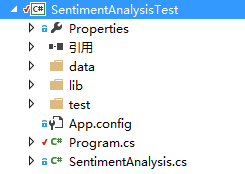 C# SentimentAnalysisTest
Properties
引用
data
lib
test
App.config
C# Program.cs
C# SentimentAnalysis.cs